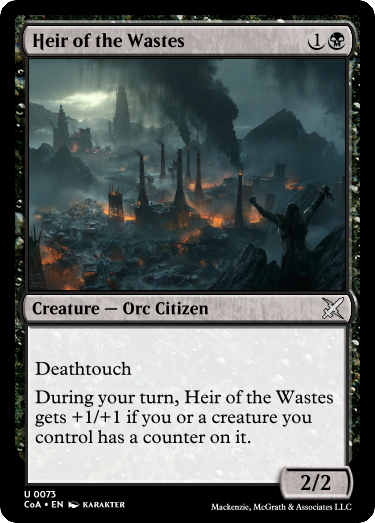 Heir of the Wastes 1
Creature — Orc Citizen
Deathtouch
During your turn, Heir of the Wastes
gets +1/+1 if you or a creature you
control has a counter on it.
2/2
U 0073
CoA • EN KARAKTER
Mackenzie, McGrath & Associates LLC